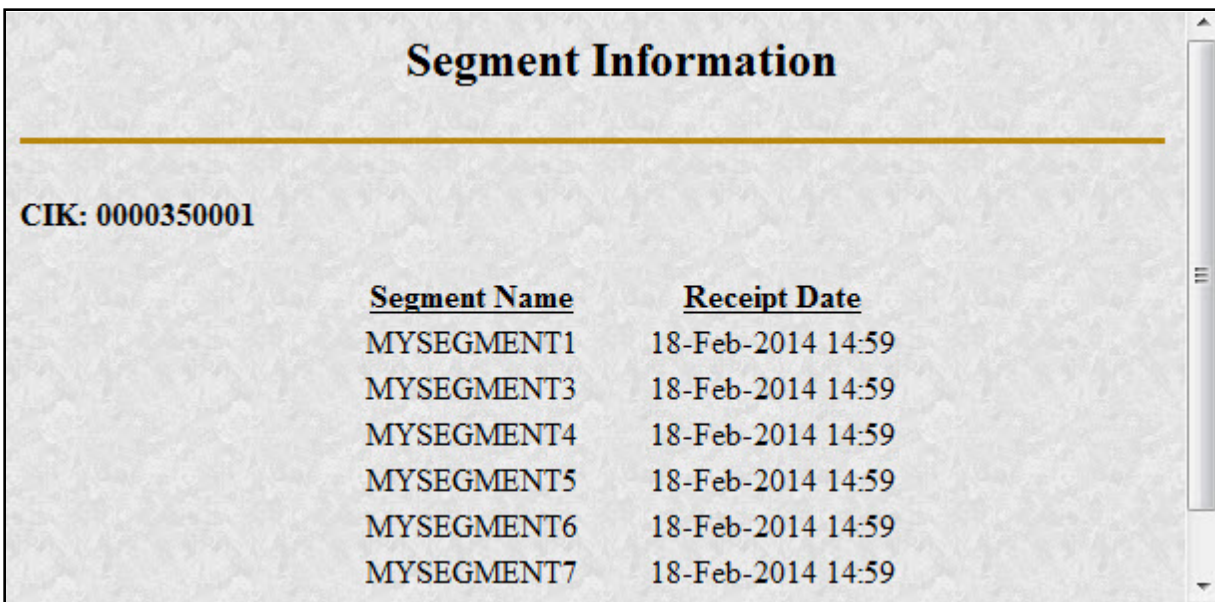 Segment Information
CIK: 0000350001
Segment Name Receipt Date
MYSEGMENT1 18-Feb-2014 14:59
MYSEGMENT3 18-Feb-2014 14:59
MYSEGMENT4 18-Feb-2014 14:59
MYSEGMENT5 18-Feb-2014 14:59
MYSEGMENT6 18-Feb-2014 14:59
MYSEGMENT7 18-Feb-2014 14:59